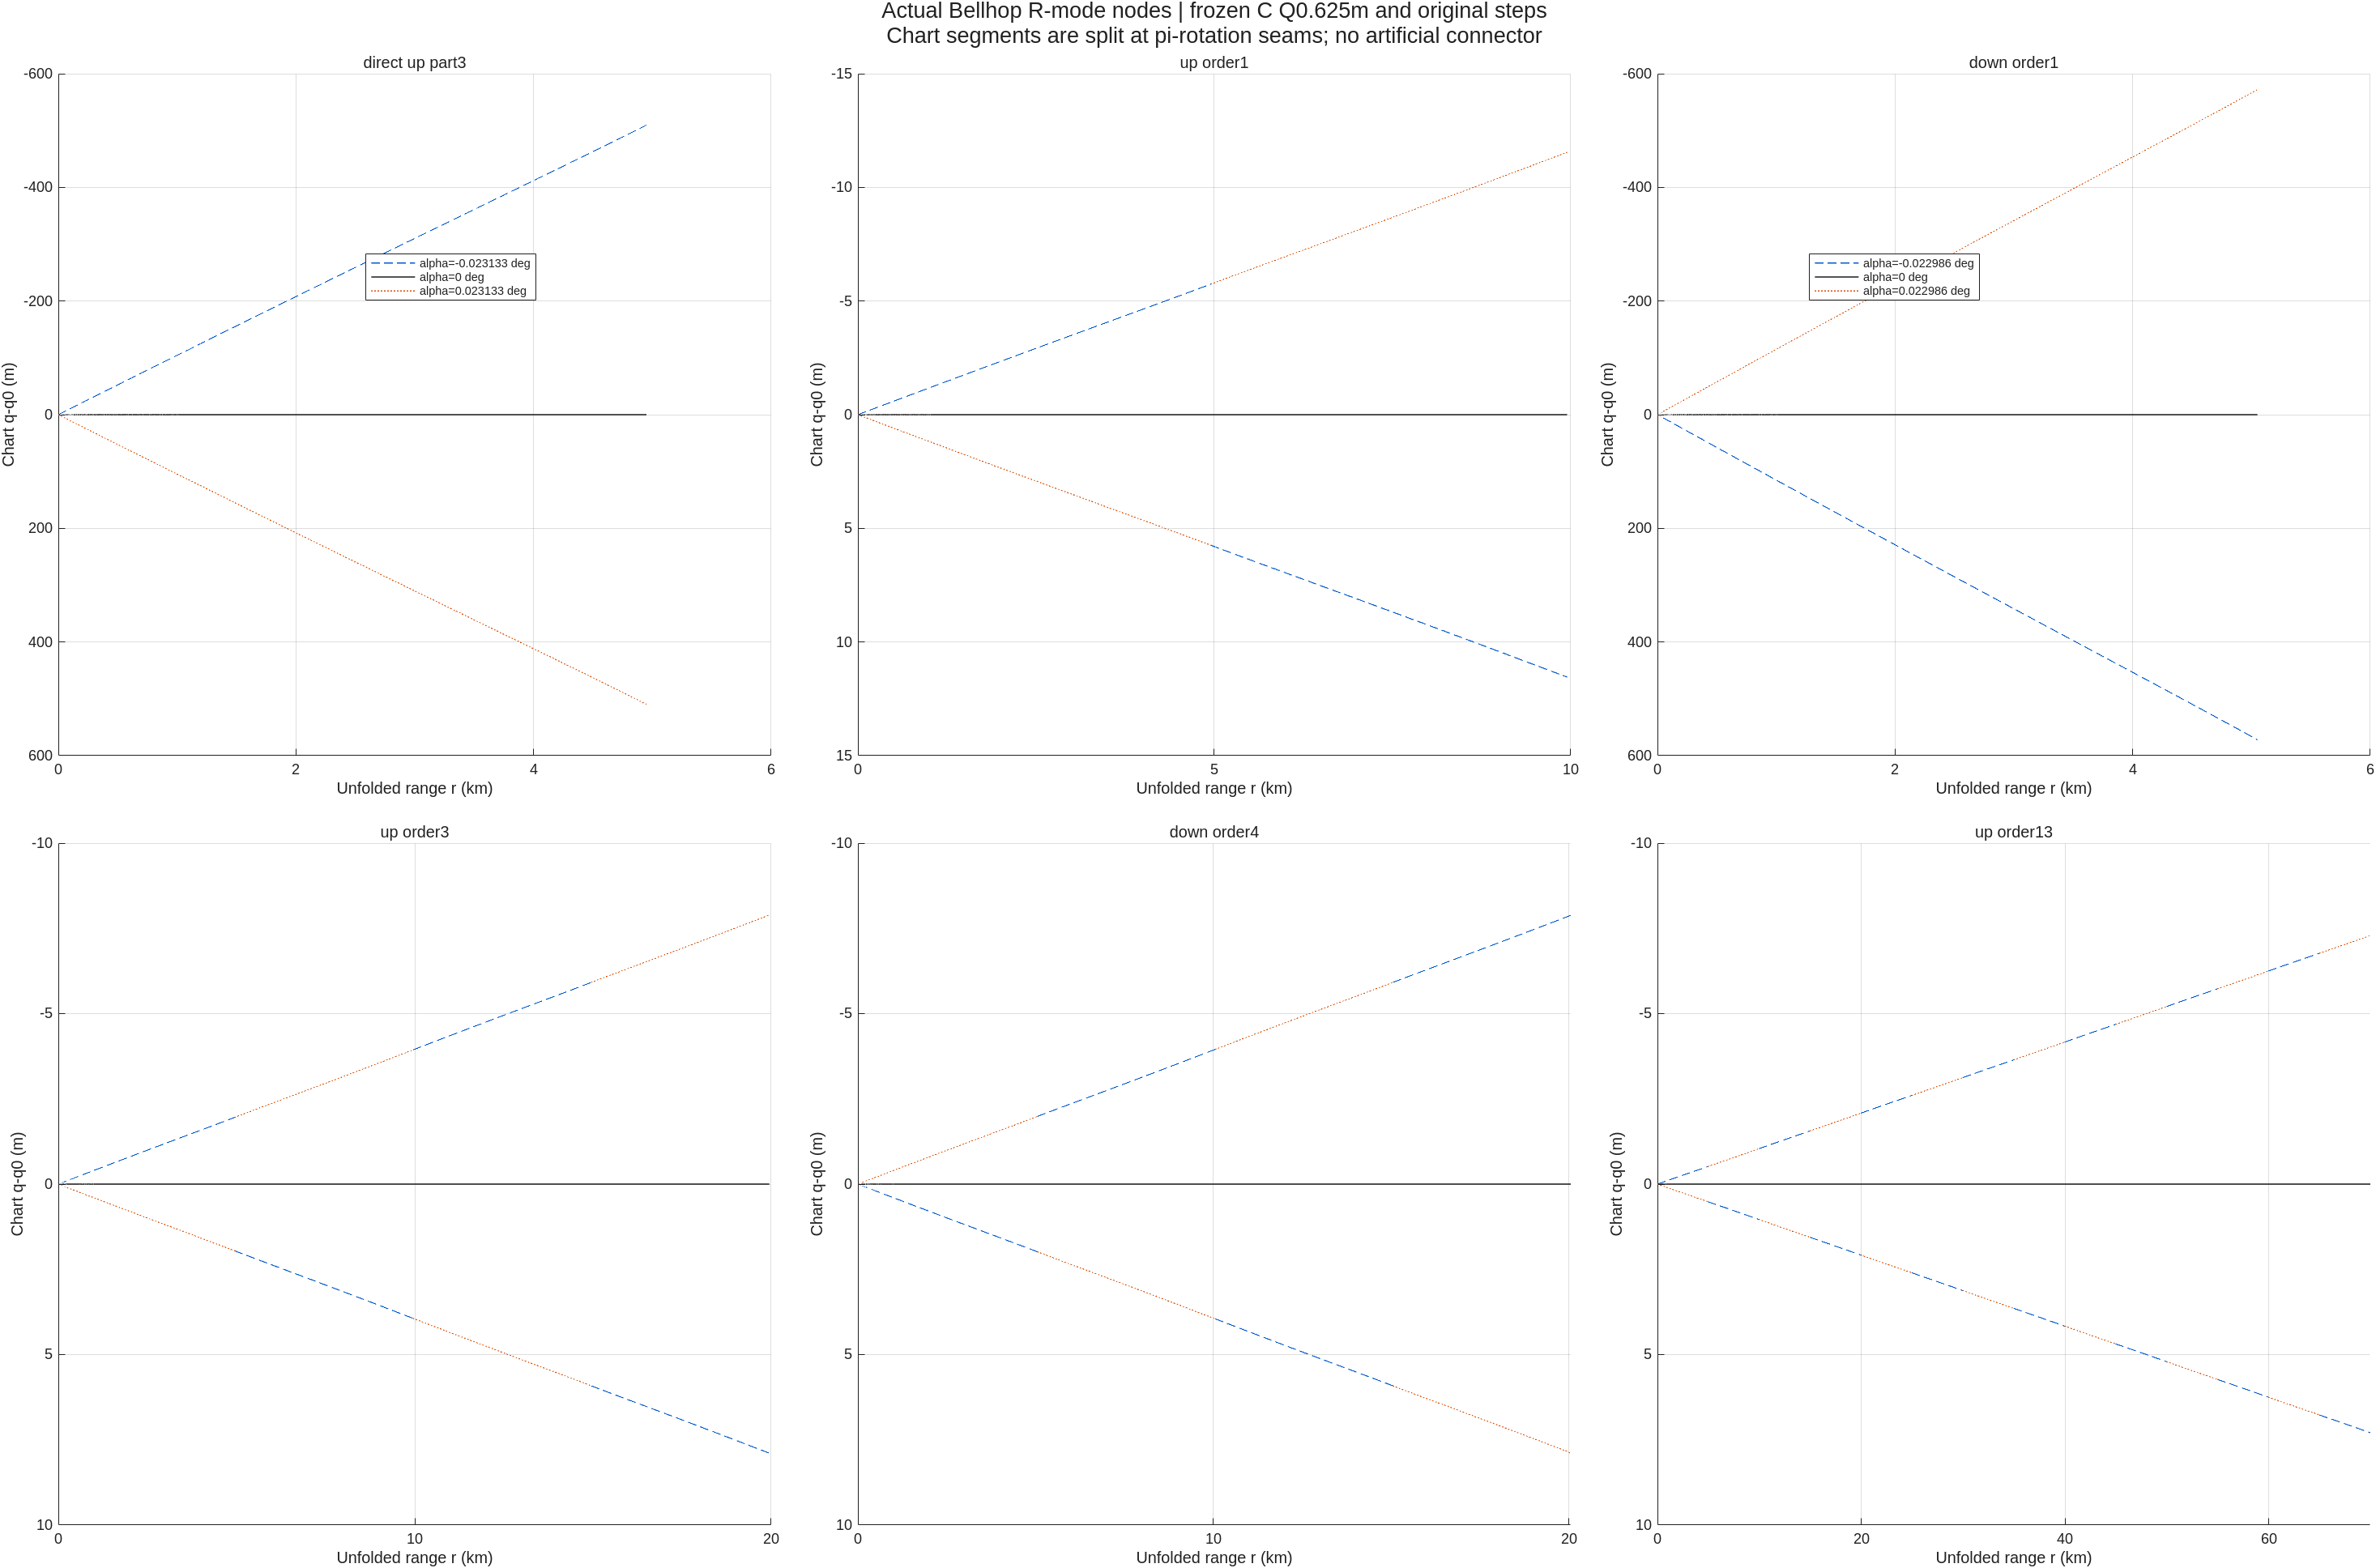 Actual Bellhop R-mode nodes | frozen C Q0.625m and original steps
Chart segments are split at pi-rotation seams; no artificial connector
direct up part3
-600
-400
-200
0
200
400
600
0
2
4
6
Chart q-q0 (m)
Unfolded range r (km)
alpha=-0.023133 deg
alpha=0 deg
alpha=0.023133 deg
up order1
-15
-10
-5
0
5
10
15
0
5
10
Chart q-q0 (m)
Unfolded range r (km)
down order1
-600
-400
-200
0
200
400
600
0
2
4
6
Chart q-q0 (m)
Unfolded range r (km)
alpha=-0.022986 deg
alpha=0 deg
alpha=0.022986 deg
up order3
-10
-5
0
5
10
0
10
20
Chart q-q0 (m)
Unfolded range r (km)
down order4
-10
-5
0
5
10
0
10
20
Chart q-q0 (m)
Unfolded range r (km)
up order13
-10
-5
0
5
10
0
20
40
60
Chart q-q0 (m)
Unfolded range r (km)